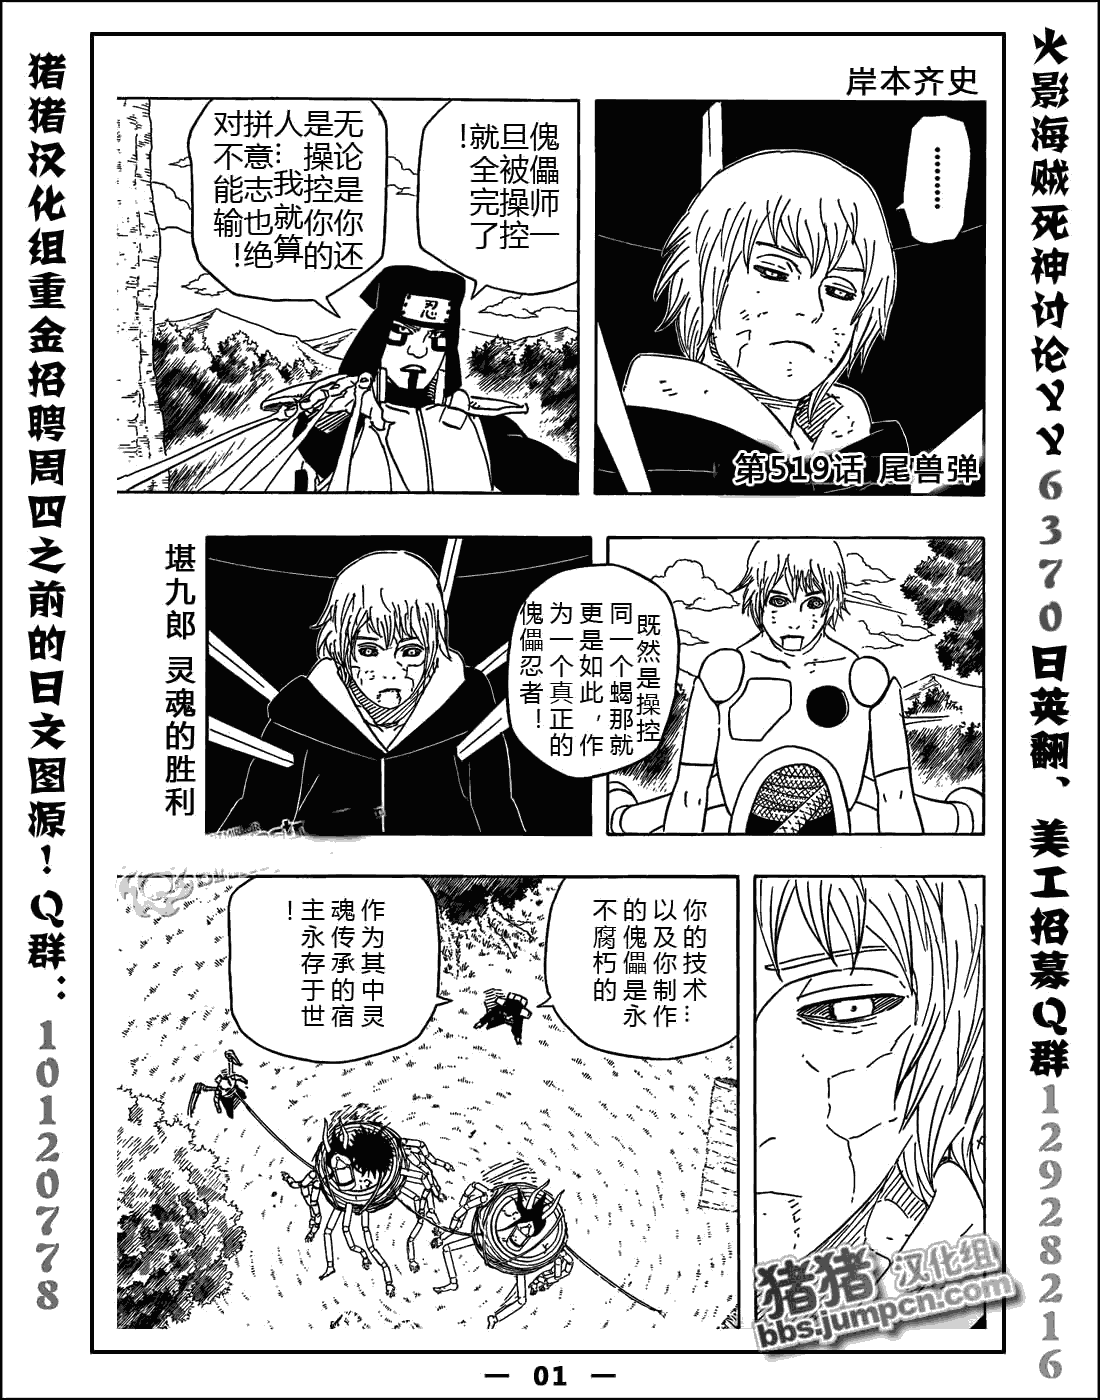 火影海贼死神讨论YY6370日英翻、美工招募Q群129282816
猪猪汉化组重金招聘周四之前的日文图源！Q群：101207778
岸本齐史
………
第519话 尾兽弹
傀儡师一
旦被操控
就全完了
！
无论是你还
是操控你的
人…我就算
拼意志也绝
对不能输！
忍
既然是操控
同一个蝎那就
更是如此，作
为一个真正的
傀儡忍者！
堪九郎 灵魂的胜利
你的技术…
以及你制作
的傀儡是永
不腐朽的
作为其中灵
魂传承的宿
主永存于世
！
猪猪汉化组
bbs.jumpcn.com
— 01 —